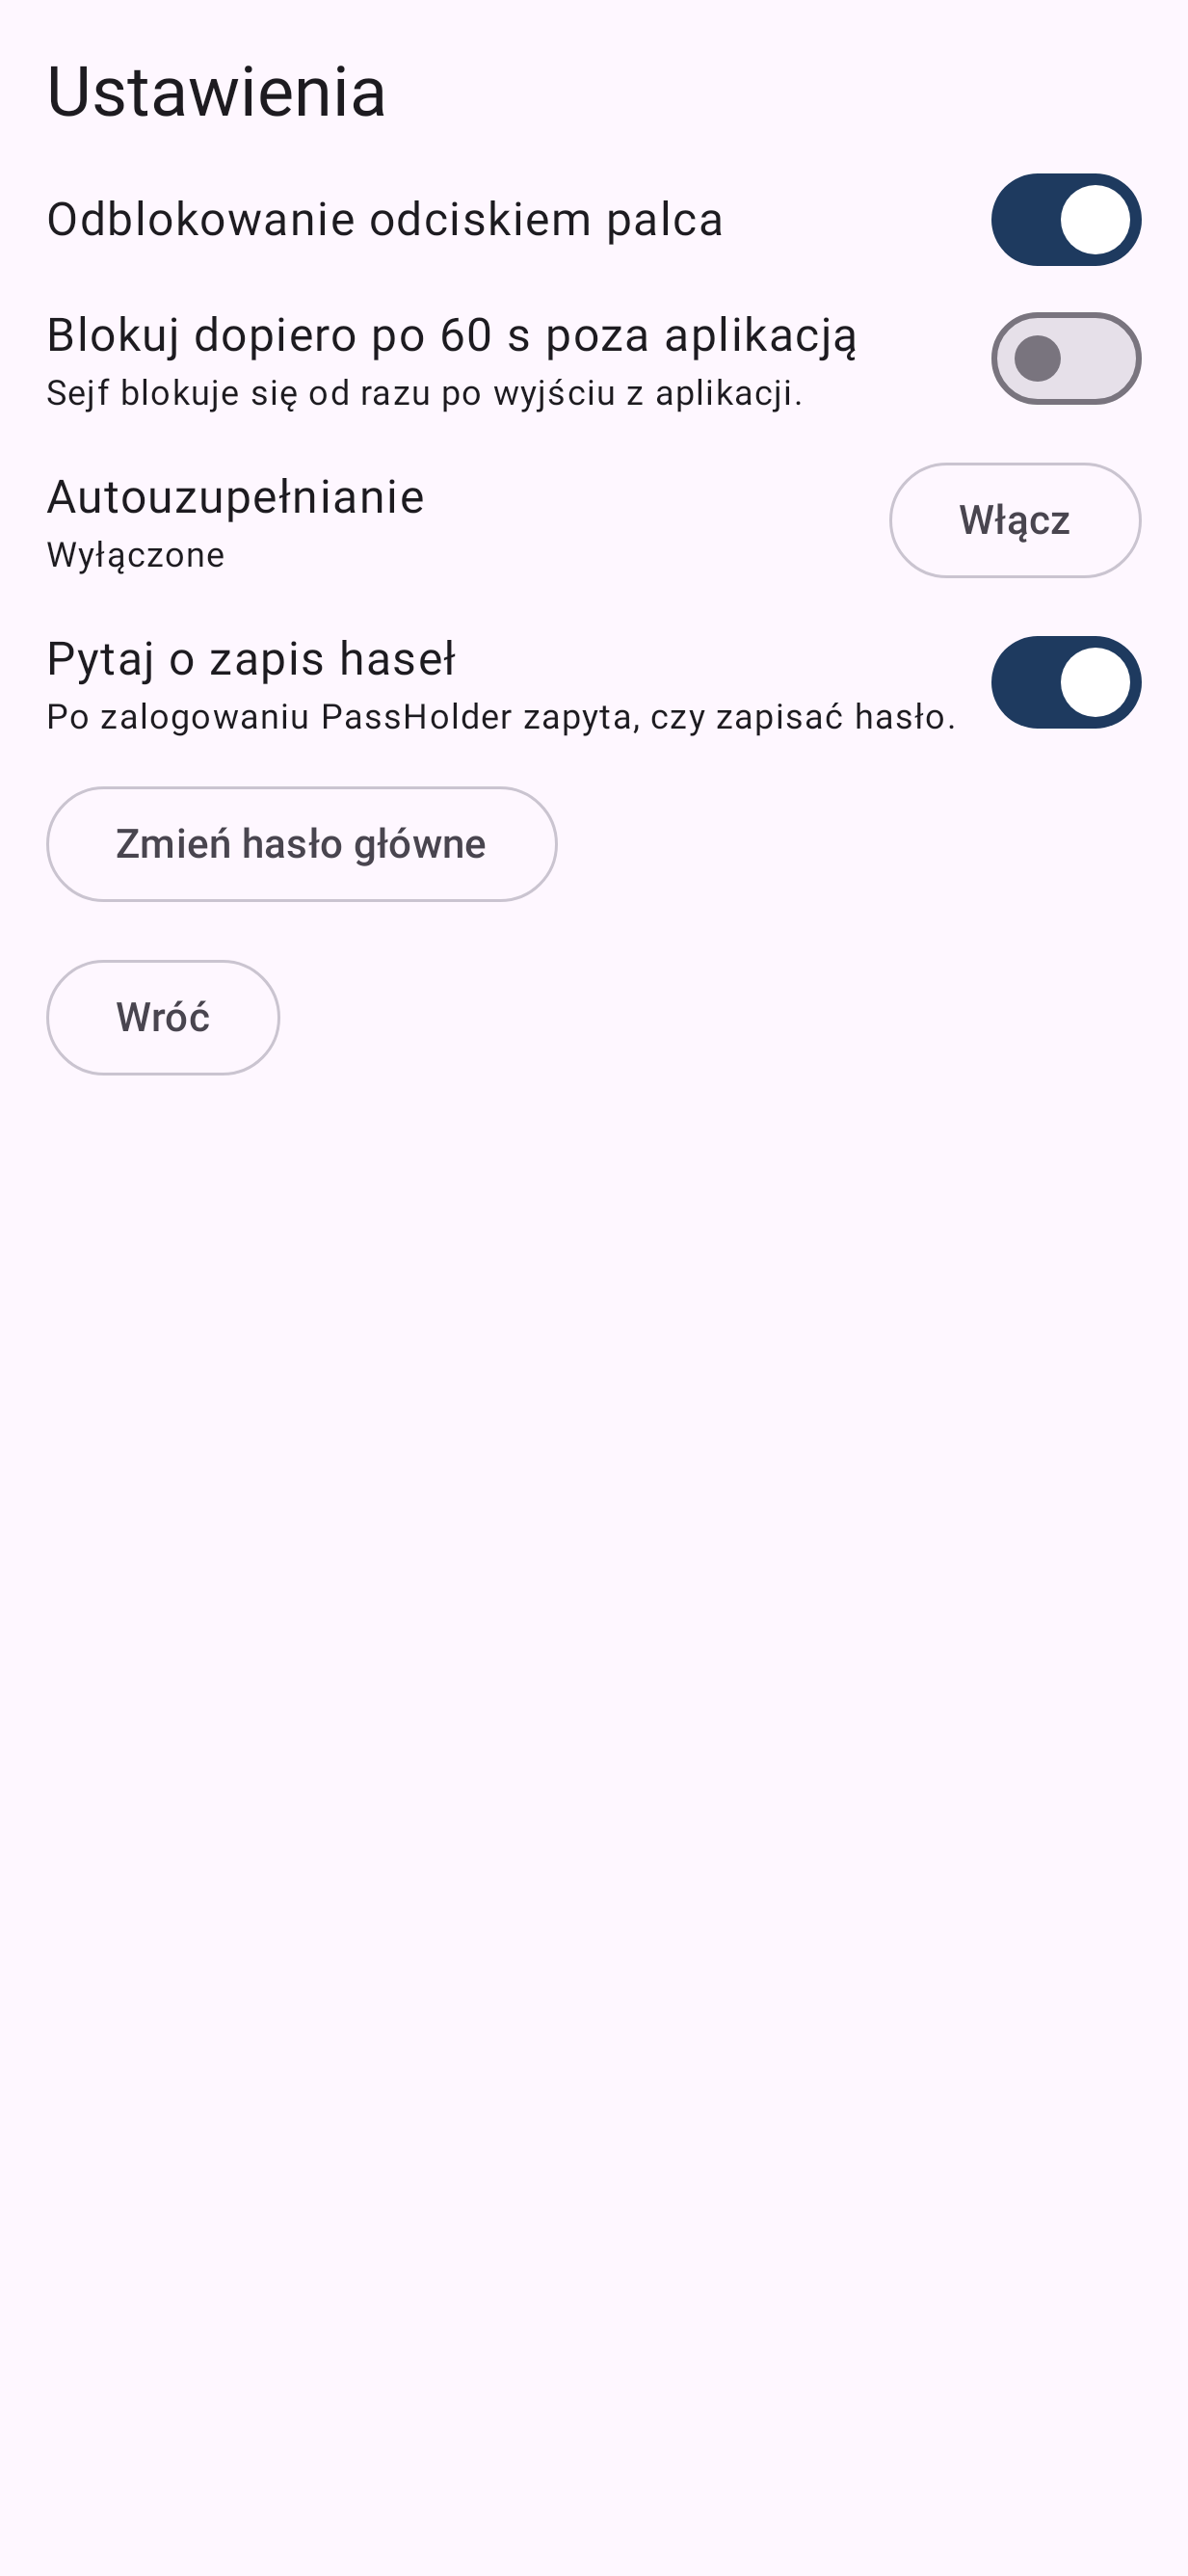 Ustawienia
Odblokowanie odciskiem palca
Blokuj dopiero po 60 s poza aplikacją
Sejf blokuje się od razu po wyjściu z aplikacji.
Autouzupełnianie
Wyłączone
Włącz
Pytaj o zapis haseł
Po zalogowaniu PassHolder zapyta, czy zapisać hasło.
Zmień hasło główne
Wróć